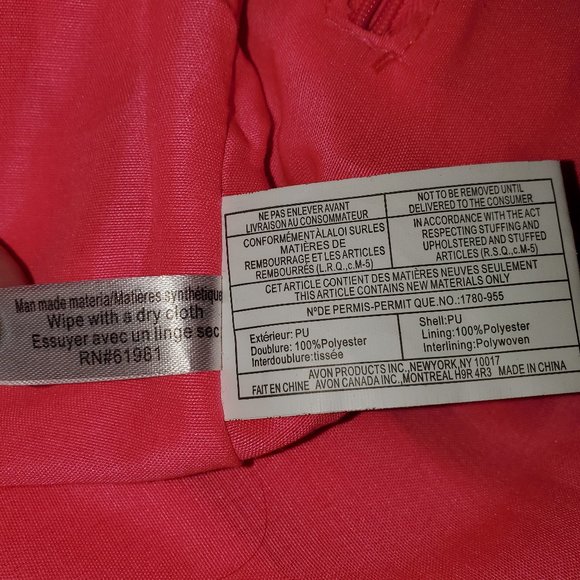 Man made materia/Matières synthétique
Wipe with a dry cloth
Essuyer avec un linge sec
RN#61981
NE PAS ENLEVER AVANT
LIVRAISON AU CONSOMMATEUR
NOT TO BE REMOVED UNTIL
DELIVERED TO THE CONSUMER
CONFORMÉMENTÀLALOI SURLES
MATIÈRES DE
REMBOURRAGE ET LES ARTICLES
REMBOURRÉS (L.R.Q.,c.M-5)
IN ACCORDANCE WITH THE ACT
RESPECTING STUFFING AND
UPHOLSTERED AND STUFFED
ARTICLES (R.S.Q.,c.M-5)
CET ARTICLE CONTIENT DES MATIÈRES NEUVES SEULEMENT
THIS ARTICLE CONTAINS NEW MATERIALS ONLY
NºDE PERMIS-PERMIT QUE.NO.:1780-955
Extérieur: PU
Doublure: 100%Polyester
Interdoublure:tissée
Shell:PU
Lining:100%Polyester
Interlining:Polywoven
AVON PRODUCTS INC.,NEWYORK,NY 10017
FAIT EN CHINE AVON CANADA INC.,MONTREAL H9R 4R3 MADE IN CHINA